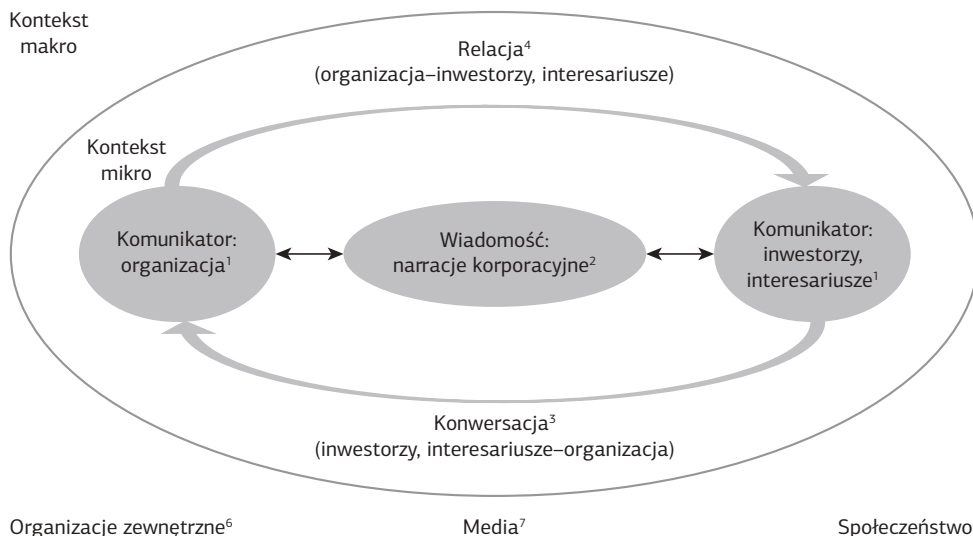 Kontekst
makro
Relacja⁴
(organizacja–inwestorzy, interesariusze)
Kontekst
mikro
Komunikator:
organizacja¹
Wiadomość:
narracje korporacyjne²
Komunikator:
inwestorzy,
interesariusze¹
Konwersacja³
(inwestorzy, interesariusze–organizacja)
Organizacje zewnętrzne⁶
Media⁷
Społeczeństwo